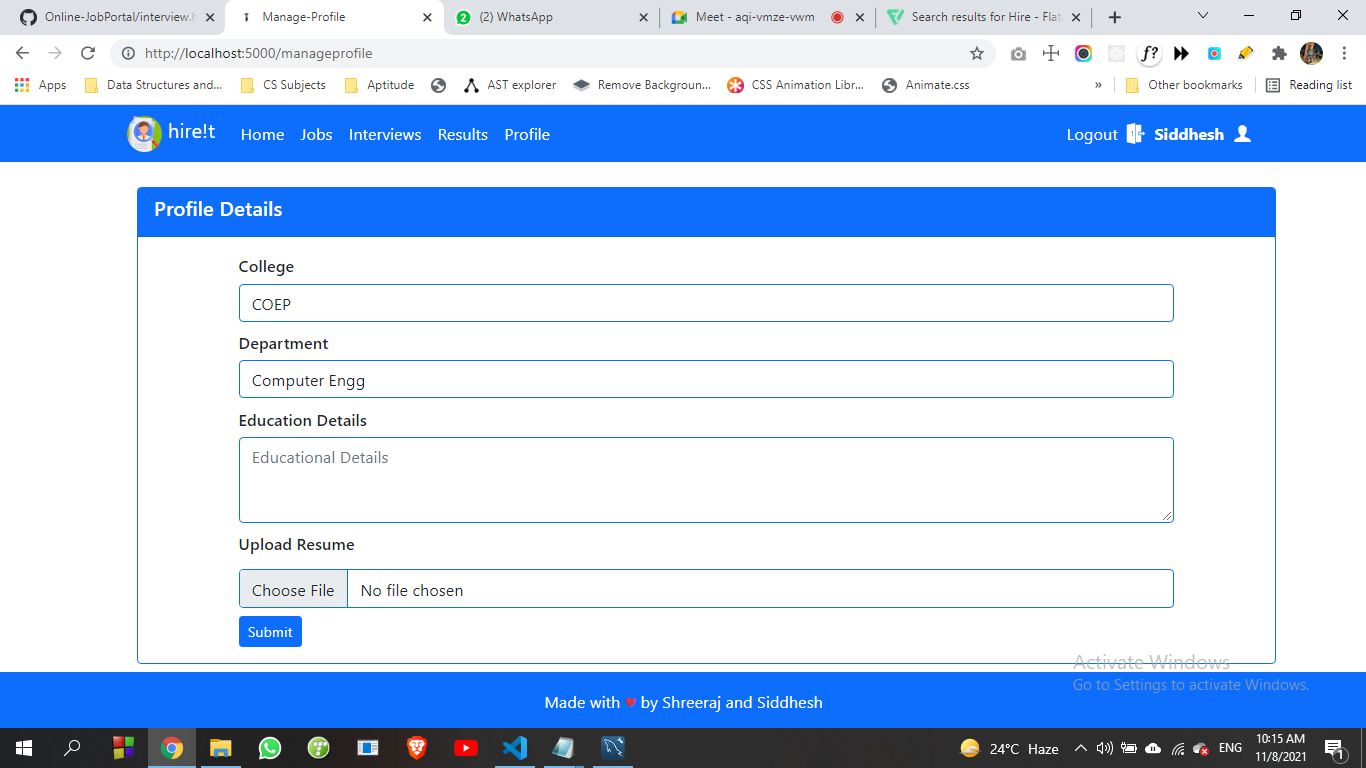 Online-JobPortal/interview.h
Manage-Profile
(2) WhatsApp
Meet - aqi-vmze-vwm
Search results for Hire - Flat
http://localhost:5000/manageprofile
f?
Apps
Data Structures and...
CS Subjects
Aptitude
AST explorer
Remove Backgroun...
CSS Animation Libr...
Animate.css
»
Other bookmarks
Reading list
hire!t
Home
Jobs
Interviews
Results
Profile
Logout
Siddhesh
Profile Details
College
COEP
Department
Computer Engg
Education Details
Educational Details
Upload Resume
Choose File
No file chosen
Submit
Activate Windows
Go to Settings to activate Windows.
Made with ♥ by Shreeraj and Siddhesh
24°C Haze
ENG
10:15 AM
11/8/2021
1